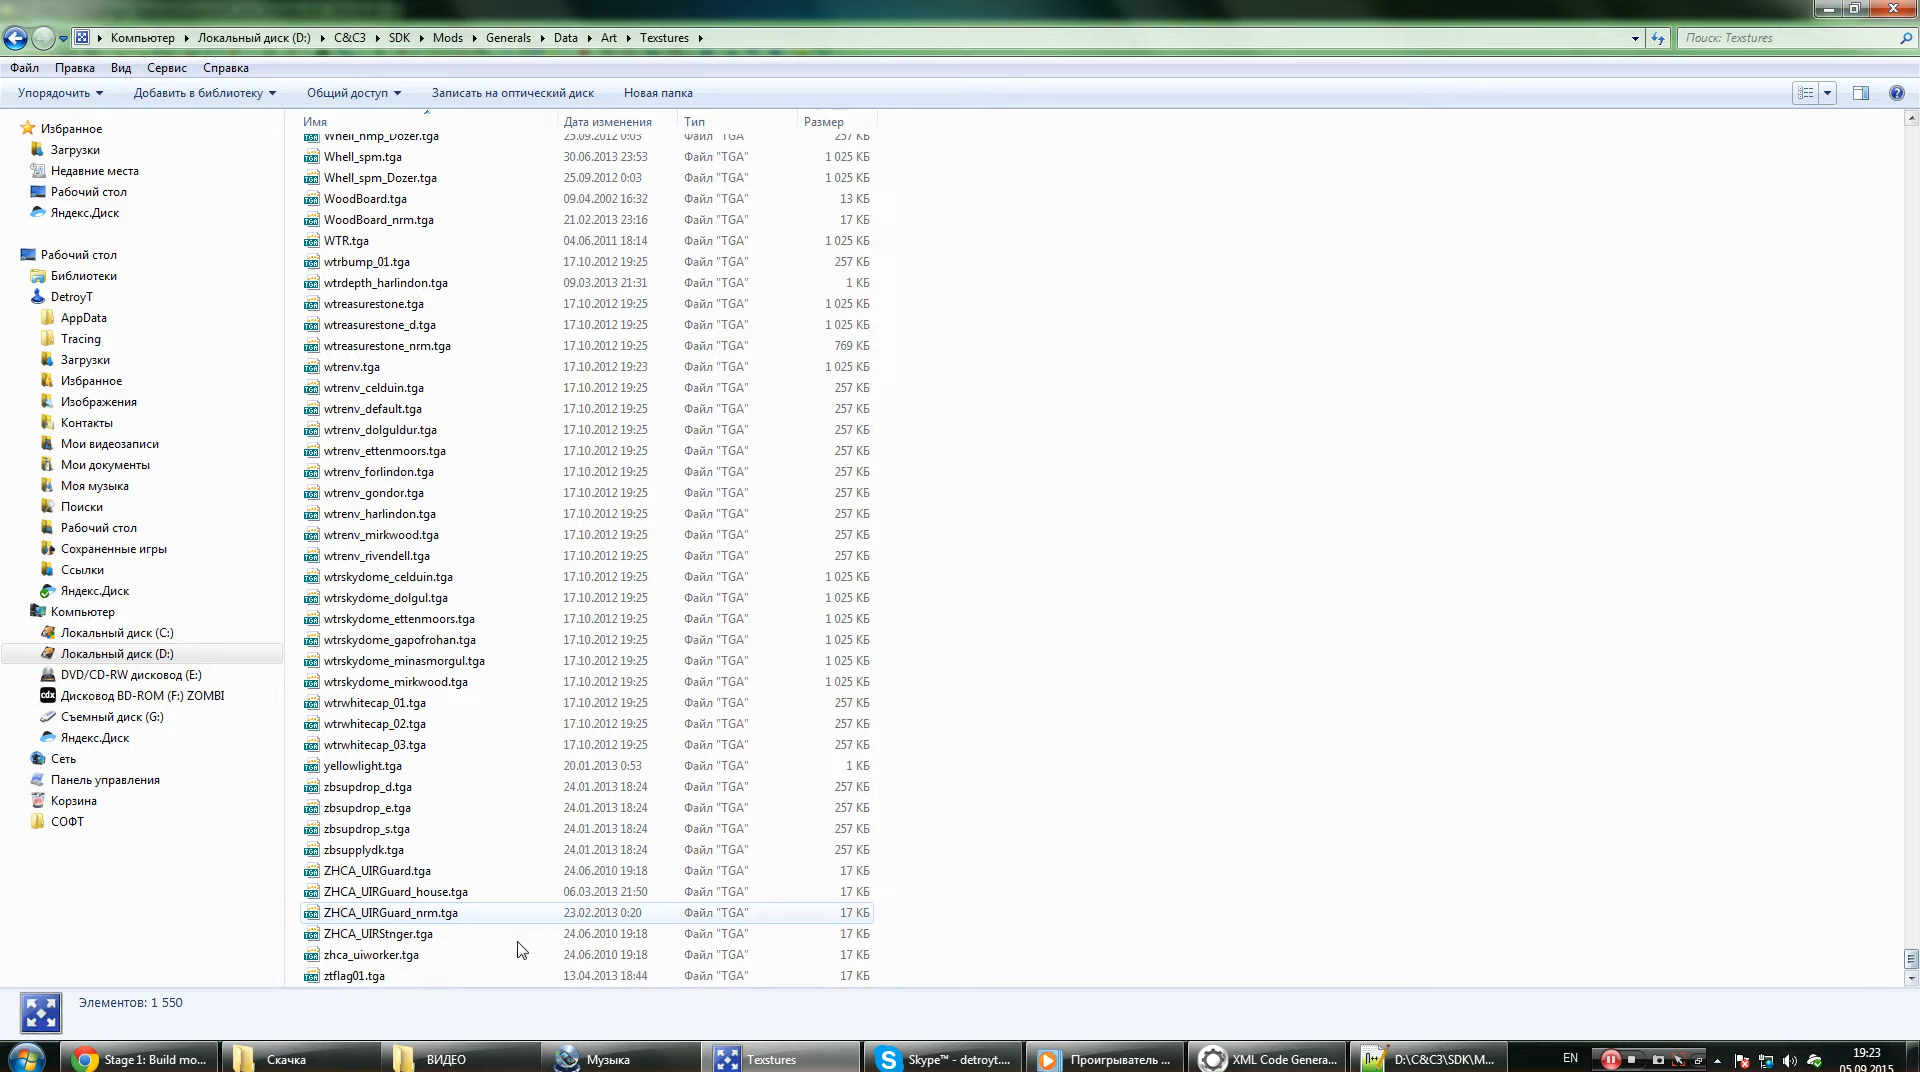 Компьютер ▸ Локальный диск (D:) ▸ C&C3 ▸ SDK ▸ Mods ▸ Generals ▸ Data ▸ Art ▸ Texstures ▸ Поиск: Texstures
Файл Правка Вид Сервис Справка
Упорядочить Добавить в библиотеку Общий доступ Записать на оптический диск Новая папка
Избранное
Загрузки
Недавние места
Рабочий стол
Яндекс.Диск
Рабочий стол
Библиотеки
DetroyT
AppData
Tracing
Загрузки
Избранное
Изображения
Контакты
Мои видеозаписи
Мои документы
Моя музыка
Поиски
Рабочий стол
Сохраненные игры
Ссылки
Яндекс.Диск
Компьютер
Локальный диск (C:)
Локальный диск (D:)
DVD/CD-RW дисковод (E:)
Дисковод BD-ROM (F:) ZOMBI
Съемный диск (G:)
Яндекс.Диск
Сеть
Панель управления
Корзина
СОФТ
Имя Дата изменения Тип Размер
Whell_nmp_Dozer.tga 25.09.2012 0:03 Файл "TGA" 257 КБ
Whell_spm.tga 30.06.2013 23:53 Файл "TGA" 1 025 КБ
Whell_spm_Dozer.tga 25.09.2012 0:03 Файл "TGA" 1 025 КБ
WoodBoard.tga 09.04.2002 16:32 Файл "TGA" 13 КБ
WoodBoard_nrm.tga 21.02.2013 23:16 Файл "TGA" 17 КБ
WTR.tga 04.06.2011 18:14 Файл "TGA" 1 025 КБ
wtrbump_01.tga 17.10.2012 19:25 Файл "TGA" 257 КБ
wtrdepth_harlindon.tga 09.03.2013 21:31 Файл "TGA" 1 КБ
wtreasurestone.tga 17.10.2012 19:25 Файл "TGA" 1 025 КБ
wtreasurestone_d.tga 17.10.2012 19:25 Файл "TGA" 1 025 КБ
wtreasurestone_nrm.tga 17.10.2012 19:25 Файл "TGA" 769 КБ
wtrenv.tga 17.10.2012 19:23 Файл "TGA" 1 025 КБ
wtrenv_celduin.tga 17.10.2012 19:25 Файл "TGA" 257 КБ
wtrenv_default.tga 17.10.2012 19:25 Файл "TGA" 257 КБ
wtrenv_dolguldur.tga 17.10.2012 19:25 Файл "TGA" 257 КБ
wtrenv_ettenmoors.tga 17.10.2012 19:25 Файл "TGA" 257 КБ
wtrenv_forlindon.tga 17.10.2012 19:25 Файл "TGA" 257 КБ
wtrenv_gondor.tga 17.10.2012 19:25 Файл "TGA" 257 КБ
wtrenv_harlindon.tga 17.10.2012 19:25 Файл "TGA" 257 КБ
wtrenv_mirkwood.tga 17.10.2012 19:25 Файл "TGA" 257 КБ
wtrenv_rivendell.tga 17.10.2012 19:25 Файл "TGA" 257 КБ
wtrskydome_celduin.tga 17.10.2012 19:25 Файл "TGA" 1 025 КБ
wtrskydome_dolgul.tga 17.10.2012 19:25 Файл "TGA" 1 025 КБ
wtrskydome_ettenmoors.tga 17.10.2012 19:25 Файл "TGA" 1 025 КБ
wtrskydome_gapofrohan.tga 17.10.2012 19:25 Файл "TGA" 1 025 КБ
wtrskydome_minasmorgul.tga 17.10.2012 19:25 Файл "TGA" 1 025 КБ
wtrskydome_mirkwood.tga 17.10.2012 19:25 Файл "TGA" 1 025 КБ
wtrwhitecap_01.tga 17.10.2012 19:25 Файл "TGA" 257 КБ
wtrwhitecap_02.tga 17.10.2012 19:25 Файл "TGA" 257 КБ
wtrwhitecap_03.tga 17.10.2012 19:25 Файл "TGA" 257 КБ
yellowlight.tga 20.01.2013 0:53 Файл "TGA" 1 КБ
zbsupdrop_d.tga 24.01.2013 18:24 Файл "TGA" 257 КБ
zbsupdrop_e.tga 24.01.2013 18:24 Файл "TGA" 257 КБ
zbsupdrop_s.tga 24.01.2013 18:24 Файл "TGA" 257 КБ
zbsupplydk.tga 24.01.2013 18:24 Файл "TGA" 257 КБ
ZHCA_UIRGuard.tga 24.06.2010 19:18 Файл "TGA" 17 КБ
ZHCA_UIRGuard_house.tga 06.03.2013 21:50 Файл "TGA" 17 КБ
ZHCA_UIRGuard_nrm.tga 23.02.2013 0:20 Файл "TGA" 17 КБ
ZHCA_UIRStnger.tga 24.06.2010 19:18 Файл "TGA" 17 КБ
zhca_uiworker.tga 24.06.2010 19:18 Файл "TGA" 17 КБ
ztflag01.tga 13.04.2013 18:44 Файл "TGA" 17 КБ
Элементов: 1 550
Stage 1: Build mo... Скачка ВИДЕО Музыка Texstures Skype™ - detroyt.... Проигрыватель ... XML Code Genera... D:\C&C3\SDK\M... EN 19:23
05.09.2015